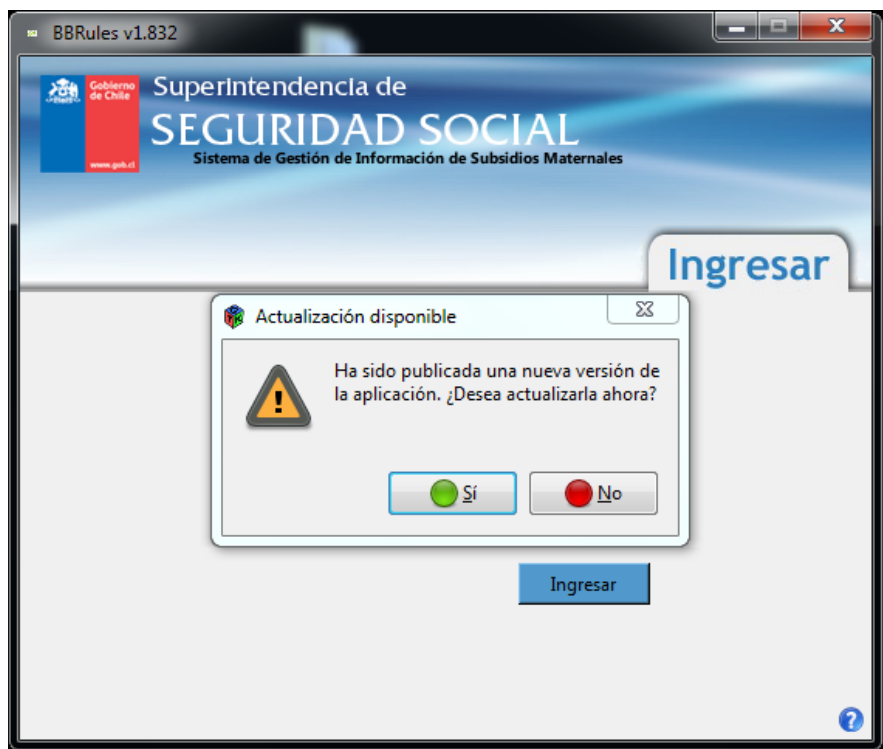 BBRules v1.832
Gobierno
de Chile
www.gob.cl
Superintendencia de
SEGURIDAD SOCIAL
Sistema de Gestión de Información de Subsidios Maternales
Ingresar
Actualización disponible
Ha sido publicada una nueva versión de
la aplicación. ¿Desea actualizarla ahora?
Sí
No
Ingresar